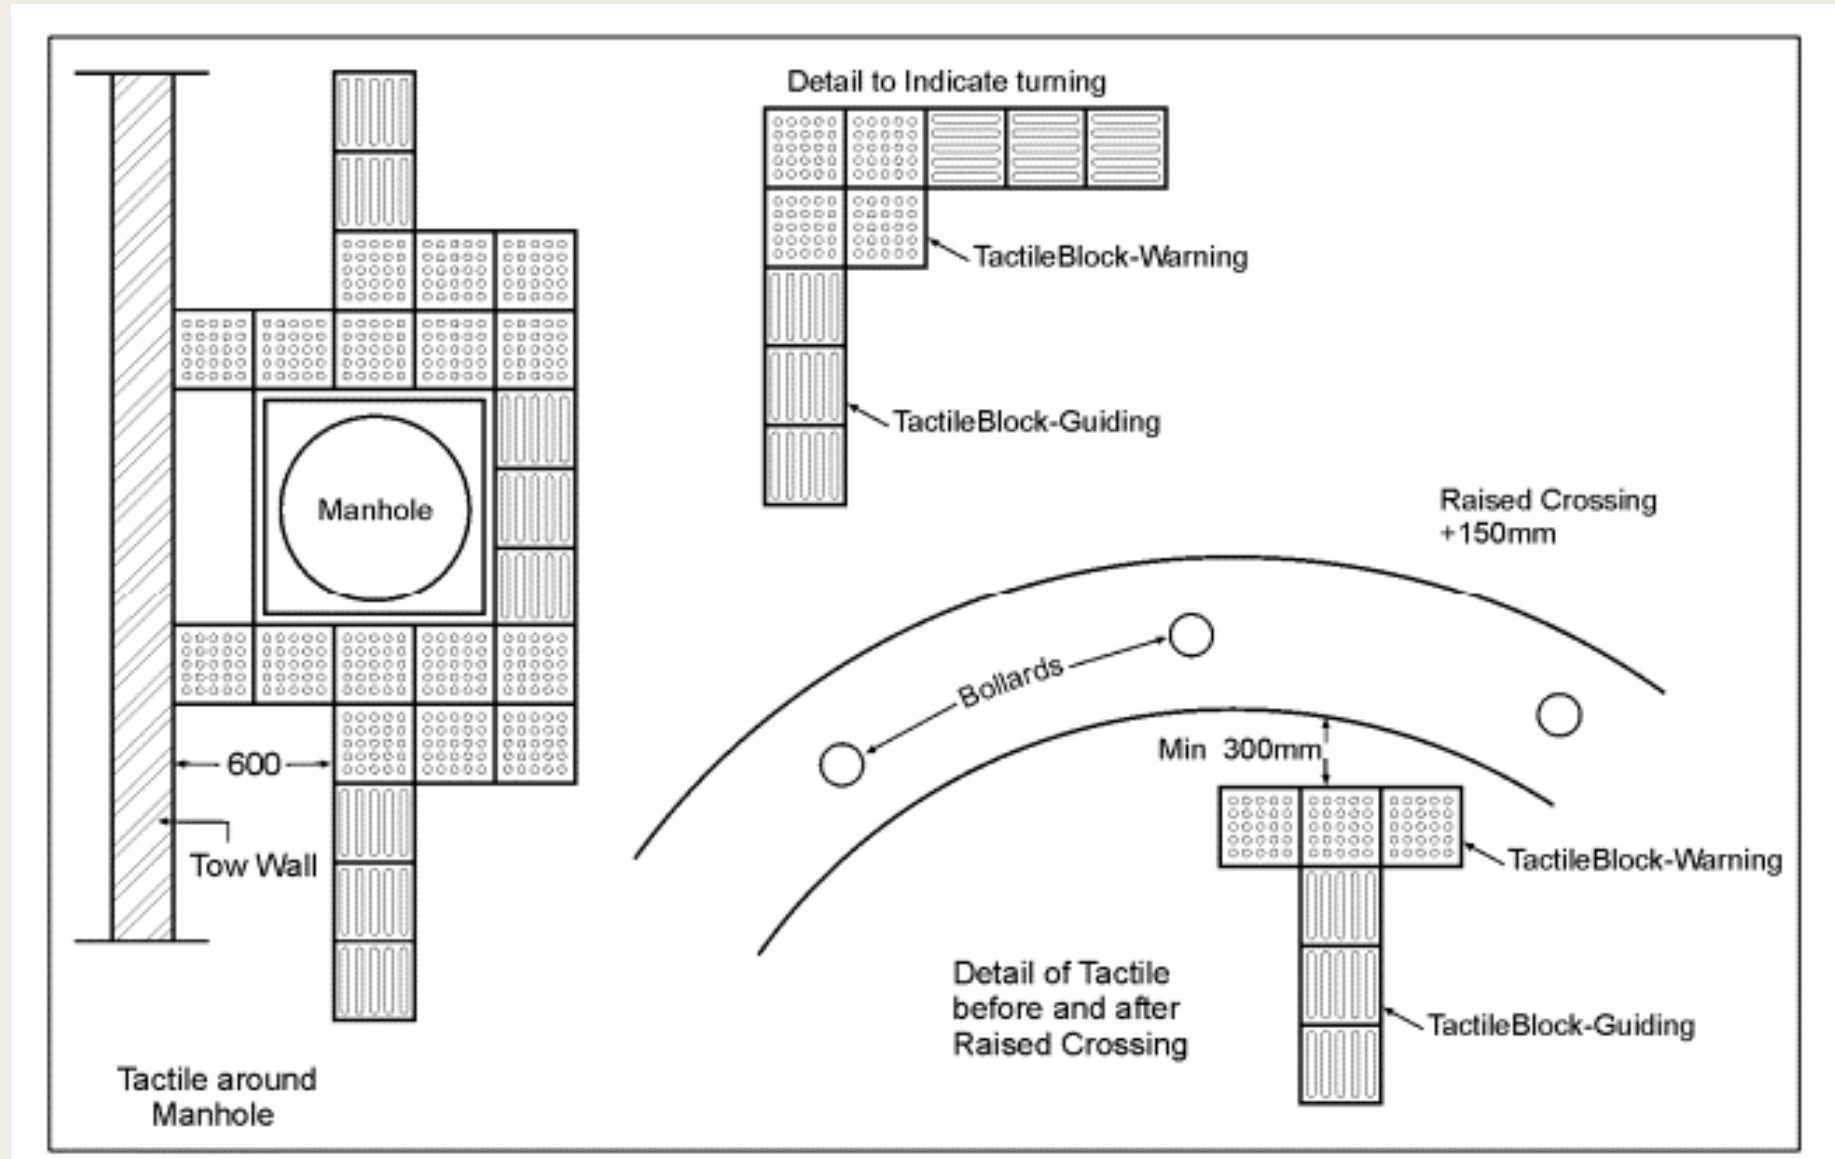 Detail to Indicate turning
TactileBlock-Warning
TactileBlock-Guiding
Manhole
600
Tow Wall
Tactile around
Manhole
Raised Crossing
+150mm
Bollards
Min 300mm
TactileBlock-Warning
TactileBlock-Guiding
Detail of Tactile
before and after
Raised Crossing